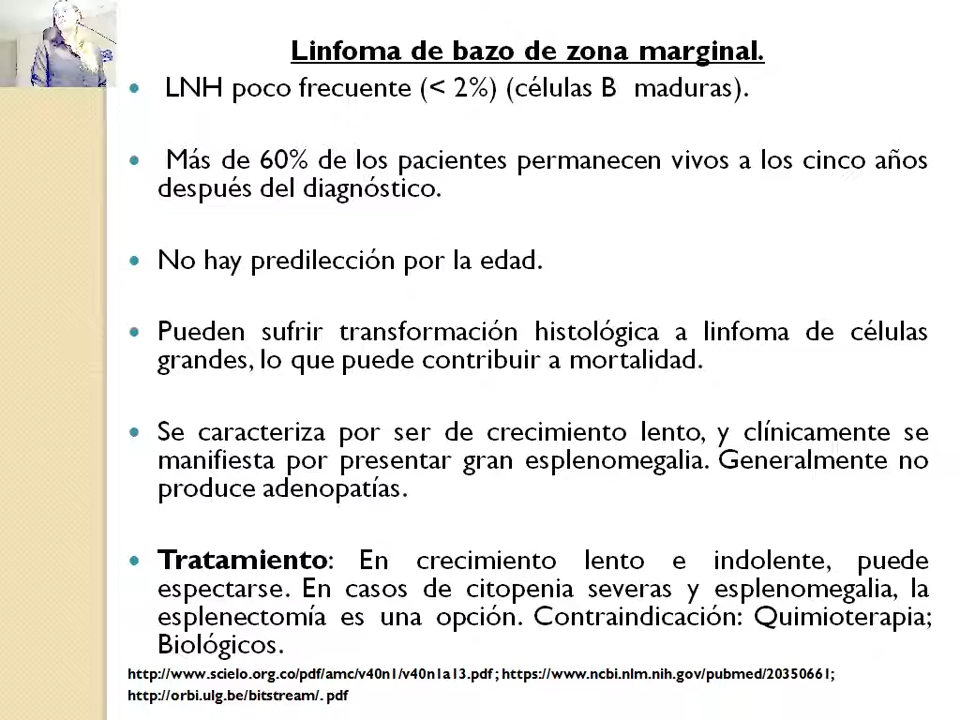 Linfoma de bazo de zona marginal.
LNH poco frecuente (< 2%) (células B maduras).
Más de 60% de los pacientes permanecen vivos a los cinco años
después del diagnóstico.
No hay predilección por la edad.
Pueden sufrir transformación histológica a linfoma de células
grandes, lo que puede contribuir a mortalidad.
Se caracteriza por ser de crecimiento lento, y clínicamente se
manifiesta por presentar gran esplenomegalia. Generalmente no
produce adenopatías.
Tratamiento: En crecimiento lento e indolente, puede
espectarse. En casos de citopenia severas y esplenomegalia, la
esplenectomía es una opción. Contraindicación: Quimioterapia;
Biológicos.
http://www.scielo.org.co/pdf/amc/v40n1/v40n1a13.pdf ; https://www.ncbi.nlm.nih.gov/pubmed/20350661;
http://orbi.ulg.be/bitstream/. pdf